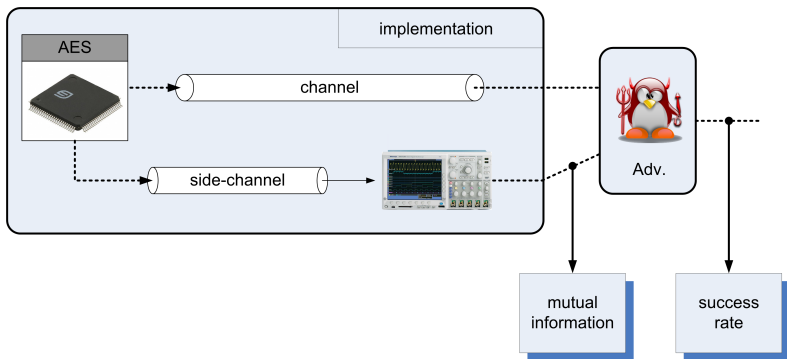 implementation
AES
channel
side-channel
Adv.
mutual
information
success
rate